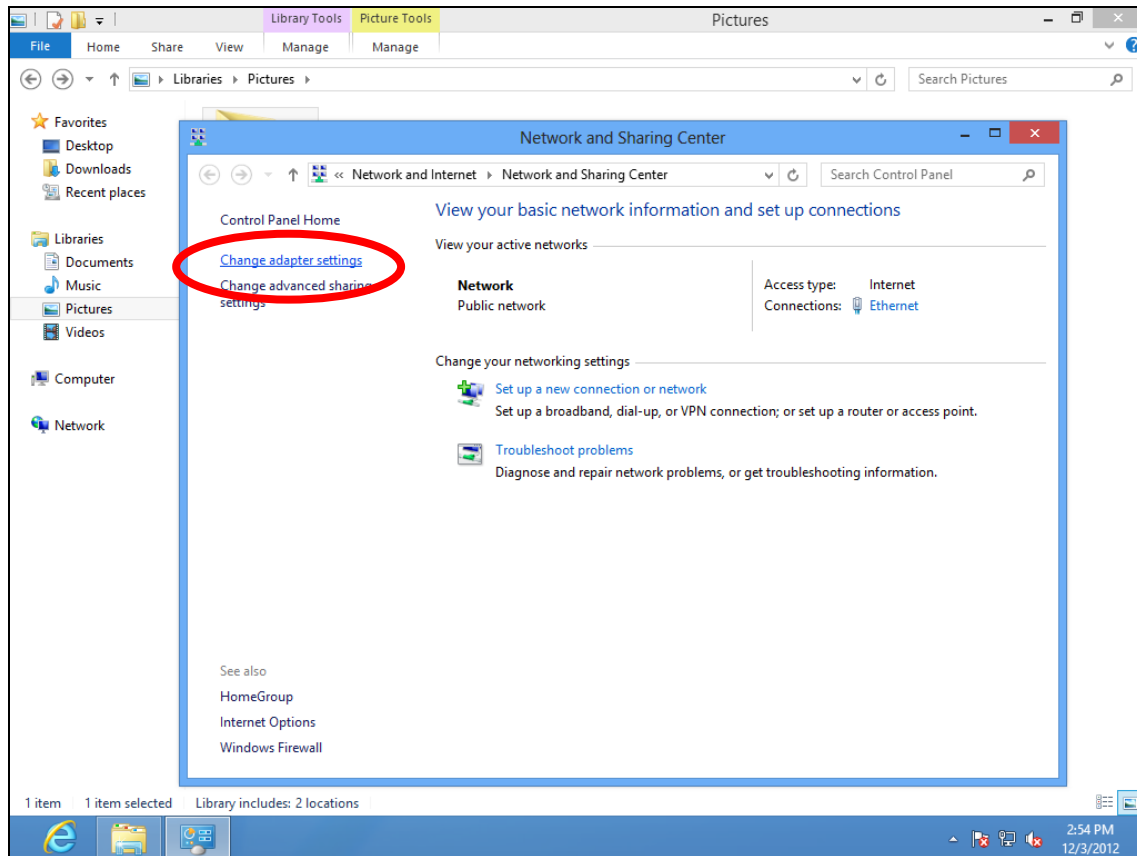 Library Tools
Picture Tools
Pictures
File
Home
Share
View
Manage
Manage
Libraries
Pictures
Search Pictures
Favorites
Desktop
Downloads
Recent places
Libraries
Documents
Music
Pictures
Videos
Computer
Network
Network and Sharing Center
« Network and Internet
Network and Sharing Center
Search Control Panel
Control Panel Home
Change adapter settings
Change advanced sharing
settings
View your basic network information and set up connections
View your active networks
Network
Public network
Access type: Internet
Connections: Ethernet
Change your networking settings
Set up a new connection or network
Set up a broadband, dial-up, or VPN connection; or set up a router or access point.
Troubleshoot problems
Diagnose and repair network problems, or get troubleshooting information.
See also
HomeGroup
Internet Options
Windows Firewall
1 item
1 item selected
Library includes: 2 locations
2:54 PM
12/3/2012